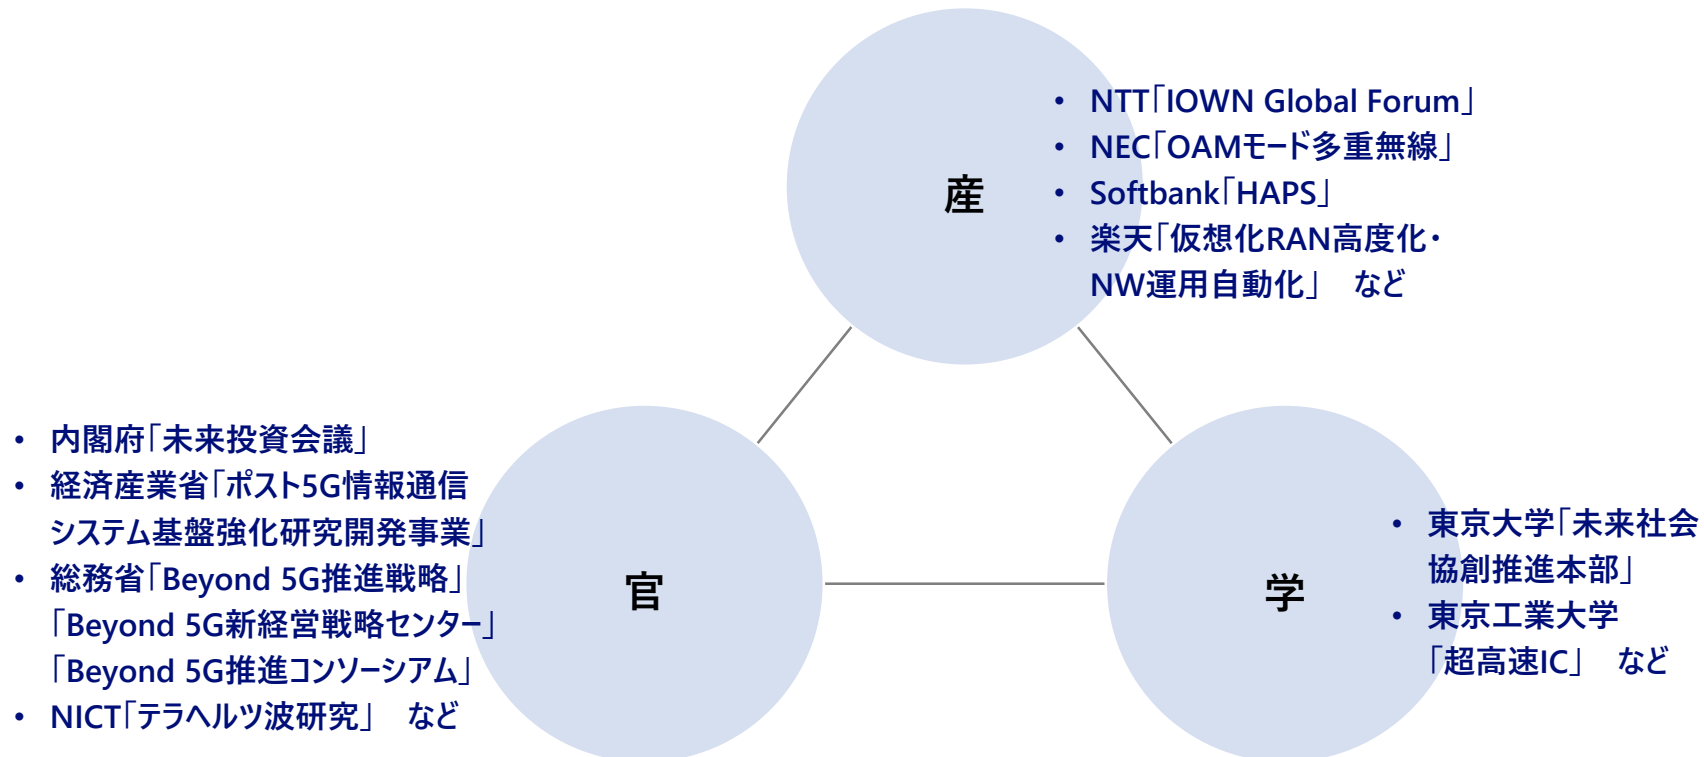 産
• NTT「IOWN Global Forum」
• NEC「OAMモード多重無線」
• Softbank「HAPS」
• 楽天「仮想化RAN高度化・
NW運用自動化」 など
官
• 内閣府「未来投資会議」
• 経済産業省「ポスト5G情報通信
システム基盤強化研究開発事業」
• 総務省「Beyond 5G推進戦略」
「Beyond 5G新経営戦略センター」
「Beyond 5G推進コンソーシアム」
• NICT「テラヘルツ波研究」 など
学
• 東京大学「未来社会
協創推進本部」
• 東京工業大学
「超高速IC」 など